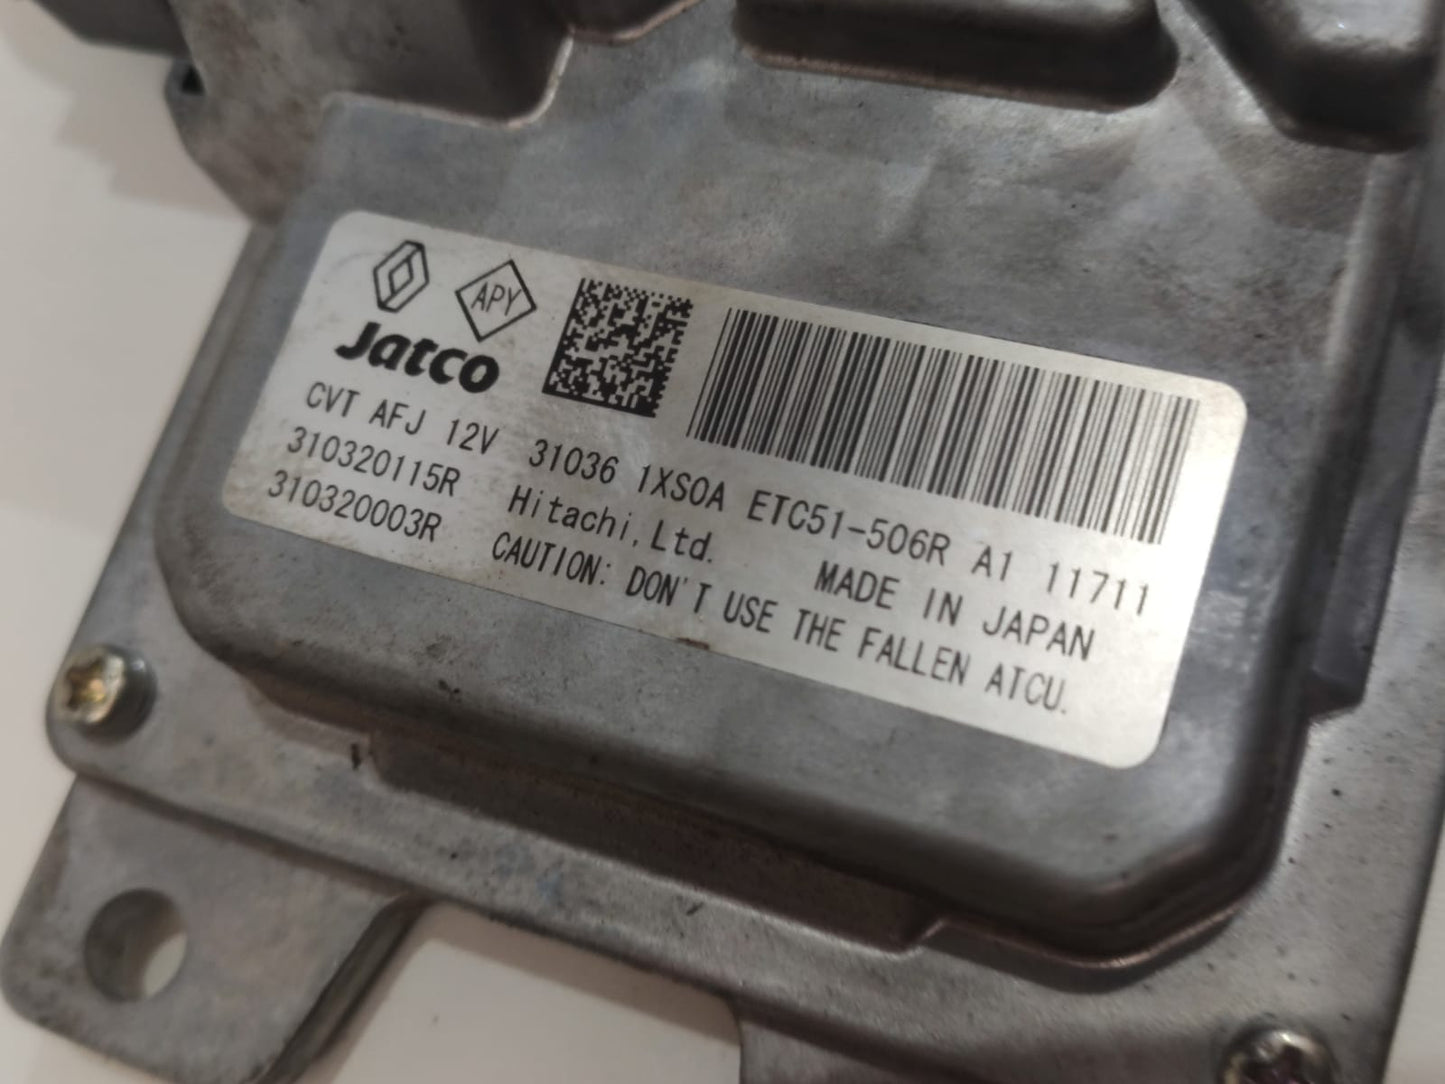 APY
Jatco
CVT AFJ 12V 31036 1XS0A ETC51-506R A1 11711
310320115R Hitachi, Ltd. MADE IN JAPAN
310320003R CAUTION: DON'T USE THE FALLEN ATCU.